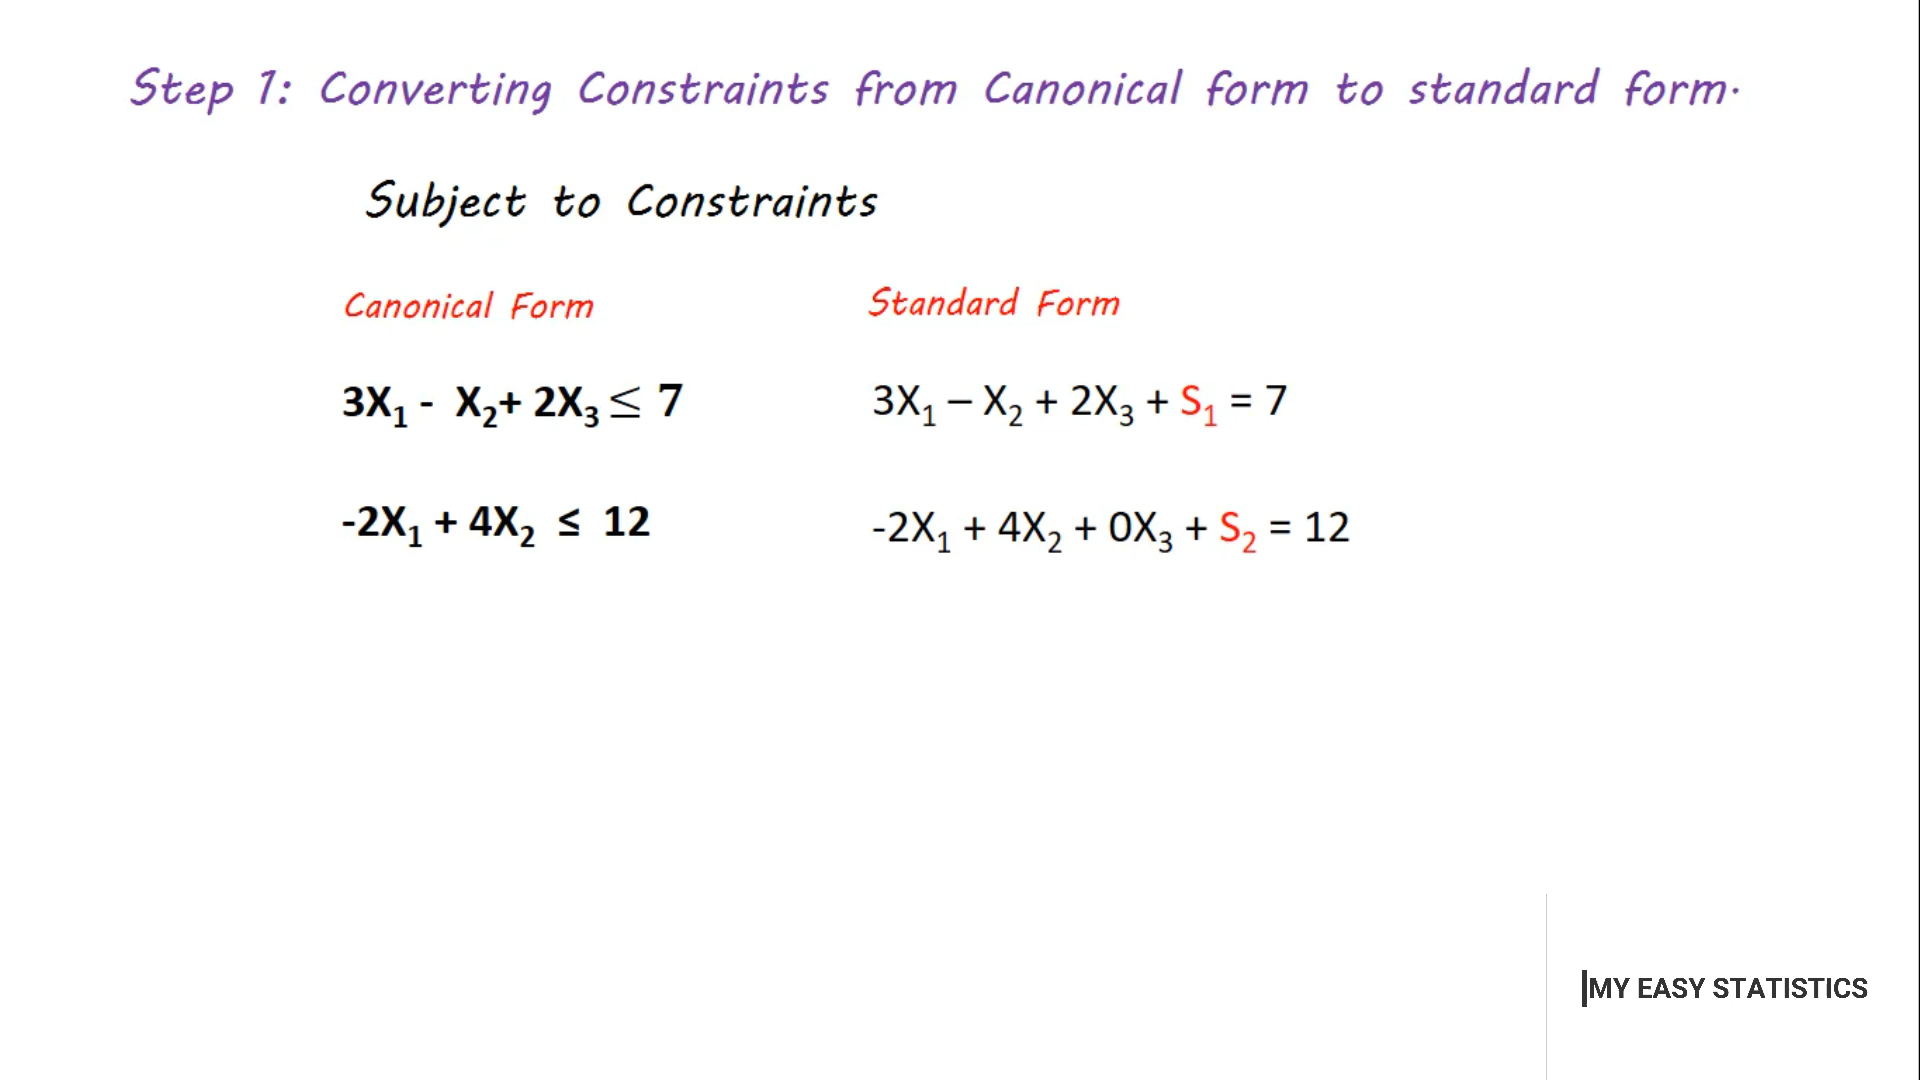 Step 1: Converting Constraints from Canonical form to standard form.
Subject to Constraints
Canonical Form Standard Form
3X₁ - X₂+ 2X₃ ≤ 7 3X₁ – X₂ + 2X₃ + S₁ = 7
-2X₁ + 4X₂ ≤ 12 -2X₁ + 4X₂ + 0X₃ + S₂ = 12
MY EASY STATISTICS